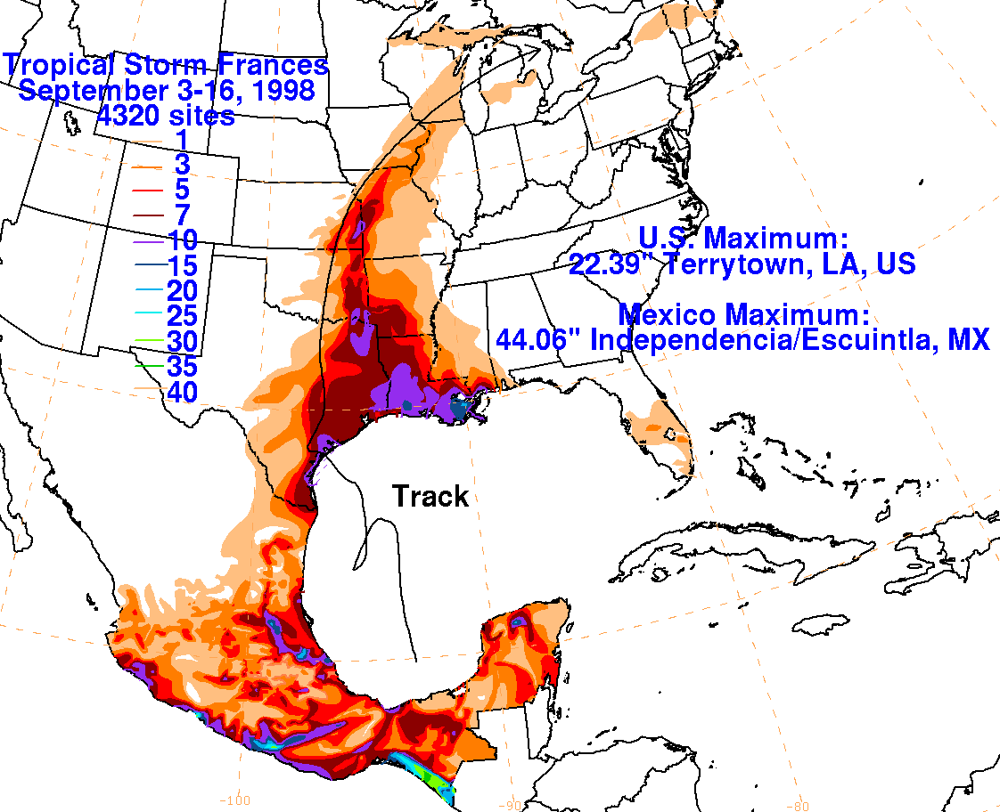 Tropical Storm Frances
September 3-16, 1998
4320 sites
1
3
5
7
10
15
20
25
30
35
40
U.S. Maximum:
22.39" Terrytown, LA, US
Mexico Maximum:
44.06" Independencia/Escuintla, MX
Track
-100
-90
-80